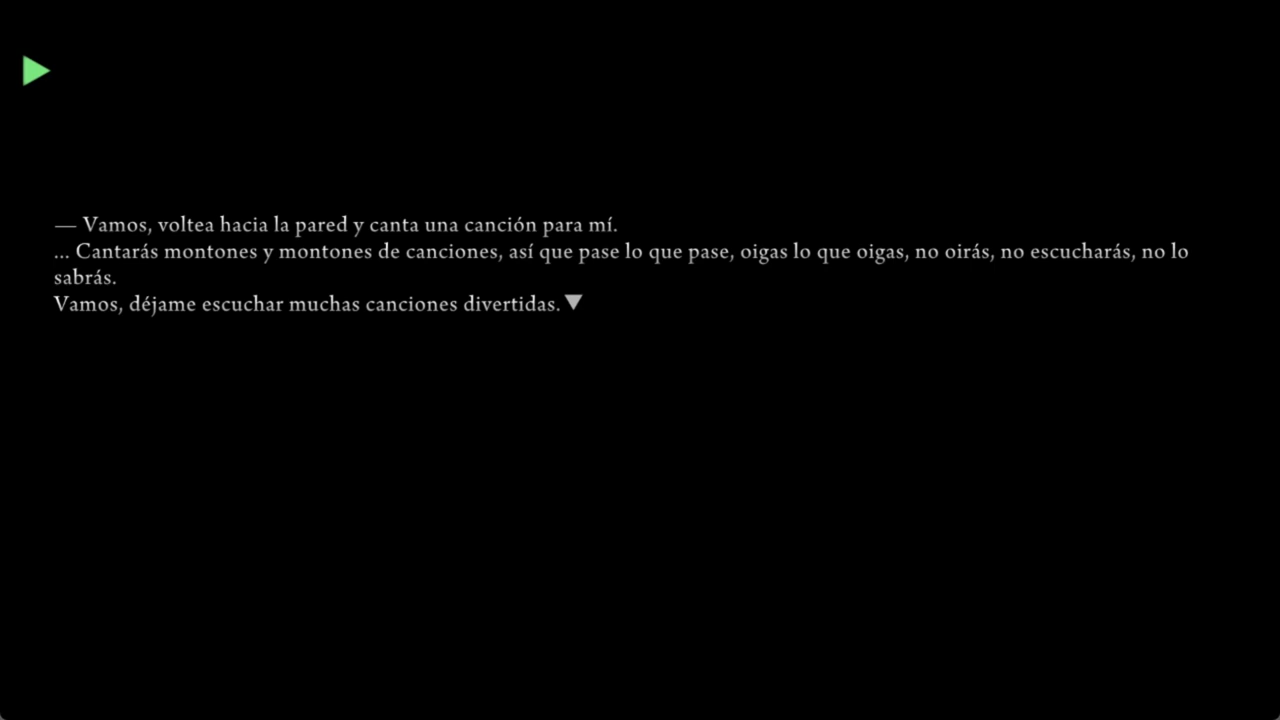 — Vamos, voltea hacia la pared y canta una canción para mí.
... Cantarás montones y montones de canciones, así que pase lo que pase, oigas lo que oigas, no oirás, no escucharás, no lo
sabrás.
Vamos, déjame escuchar muchas canciones divertidas.